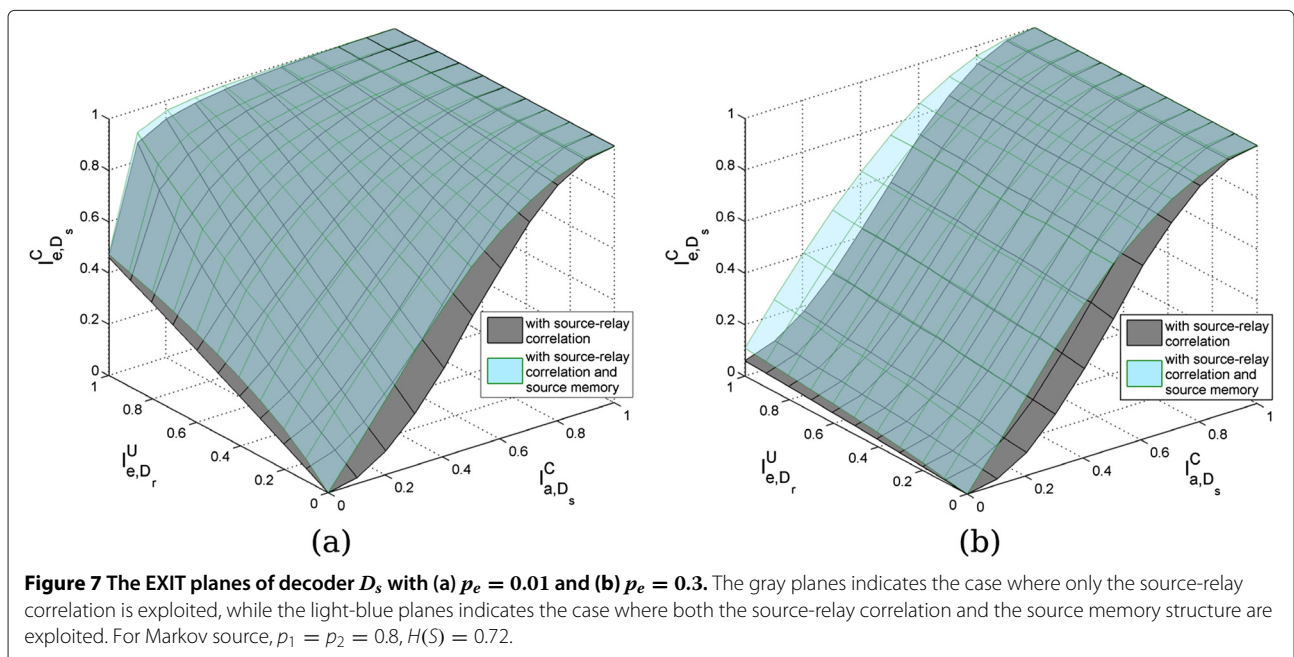 1
0.8
0.6
0.4
0.2
0
I^C_{e,D_s}
1
0.8
0.6
0.4
0.2
0
I^U_{e,D_r}
0
0.2
0.4
0.6
0.8
1
I^C_{a,D_s}
with source-relay
correlation
with source-relay
correlation and
source memory
(a)
1
0.8
0.6
0.4
0.2
0
I^C_{e,D_s}
1
0.8
0.6
0.4
0.2
0
I^U_{e,D_r}
0
0.2
0.4
0.6
0.8
1
I^C_{a,D_s}
with source-relay
correlation
with source-relay
correlation and
source memory
(b)
Figure 7 The EXIT planes of decoder D_s with (a) p_e = 0.01 and (b) p_e = 0.3. The gray planes indicates the case where only the source-relay
correlation is exploited, while the light-blue planes indicates the case where both the source-relay correlation and the source memory structure are
exploited. For Markov source, p_1 = p_2 = 0.8, H(S) = 0.72.